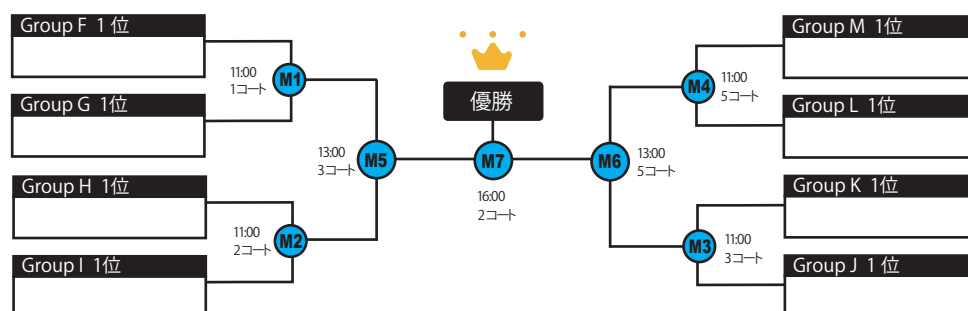 Group F 1位
Group G 1位
Group H 1位
Group I 1位
11:00
1コート
M1
11:00
2コート
M2
13:00
3コート
M5
優勝
M7
16:00
2コート
M6
13:00
5コート
M4
11:00
5コート
M3
11:00
3コート
Group M 1位
Group L 1位
Group K 1位
Group J 1位